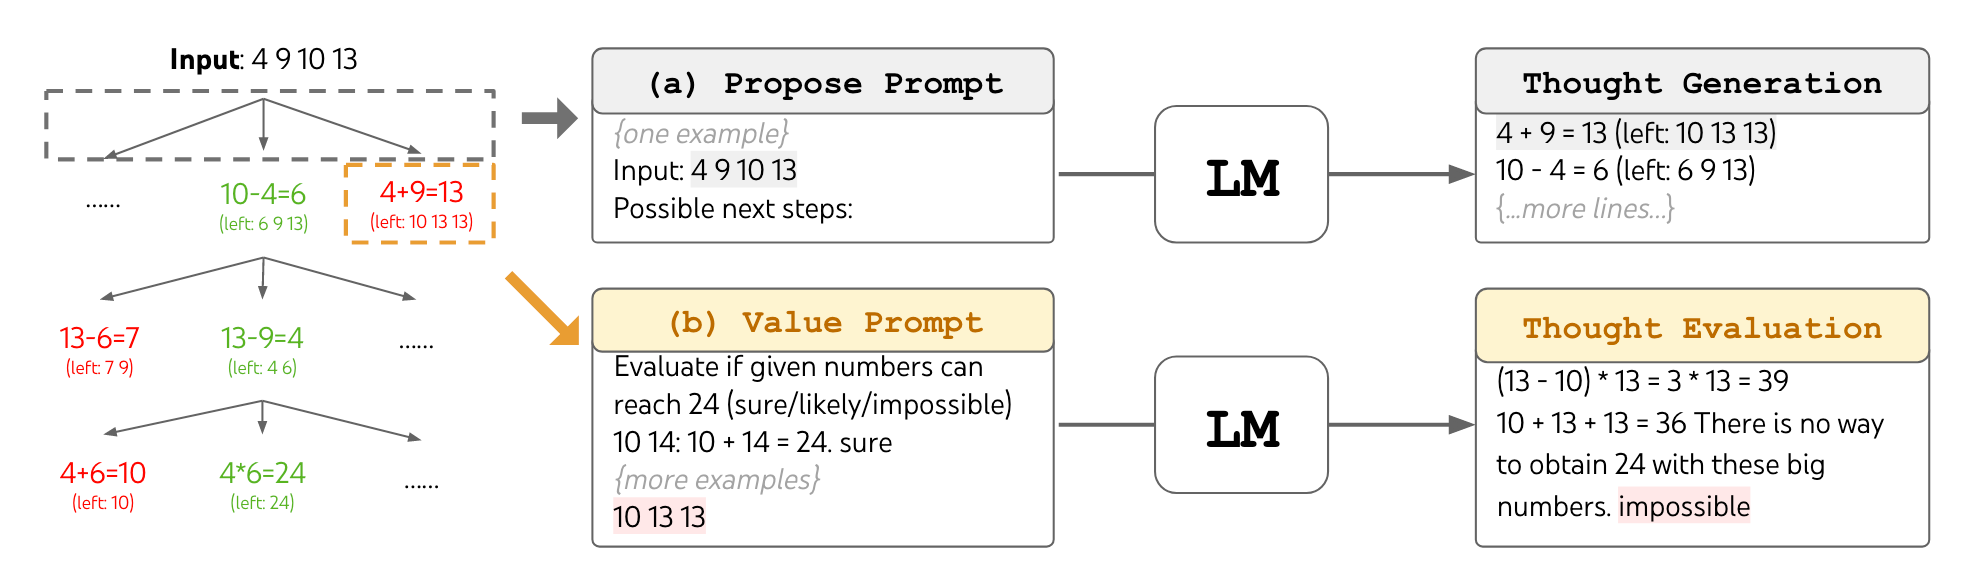 Input: 4 9 10 13
......
10-4=6
(left: 6 9 13)
4+9=13
(left: 10 13 13)
13-6=7
(left: 7 9)
13-9=4
(left: 4 6)
......
4+6=10
(left: 10)
4*6=24
(left: 24)
......
(a) Propose Prompt
{one example}
Input: 4 9 10 13
Possible next steps:
LM
Thought Generation
4 + 9 = 13 (left: 10 13 13)
10 - 4 = 6 (left: 6 9 13)
{...more lines...}
(b) Value Prompt
Evaluate if given numbers can
reach 24 (sure/likely/impossible)
10 14: 10 + 14 = 24. sure
{more examples}
10 13 13
LM
Thought Evaluation
(13 - 10) * 13 = 3 * 13 = 39
10 + 13 + 13 = 36 There is no way
to obtain 24 with these big
numbers. impossible